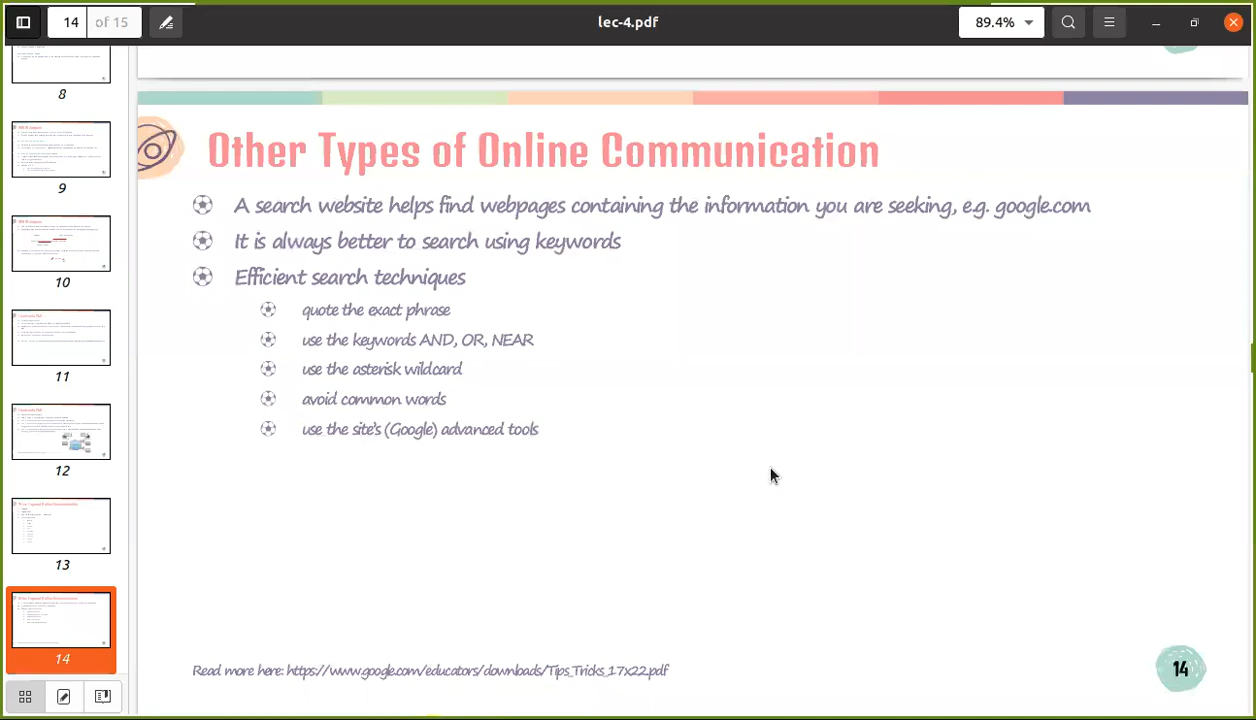 14 of 15
lec-4.pdf
89.4%
8
9
10
11
12
13
14
Other Types of Online Communication
A search website helps find webpages containing the information you are seeking, e.g. google.com
It is always better to search using keywords
Efficient search techniques
quote the exact phrase
use the keywords AND, OR, NEAR
use the asterisk wildcard
avoid common words
use the site's (Google) advanced tools
Read more here: https://www.google.com/educators/downloads/Tips_Tricks_17x22.pdf
14